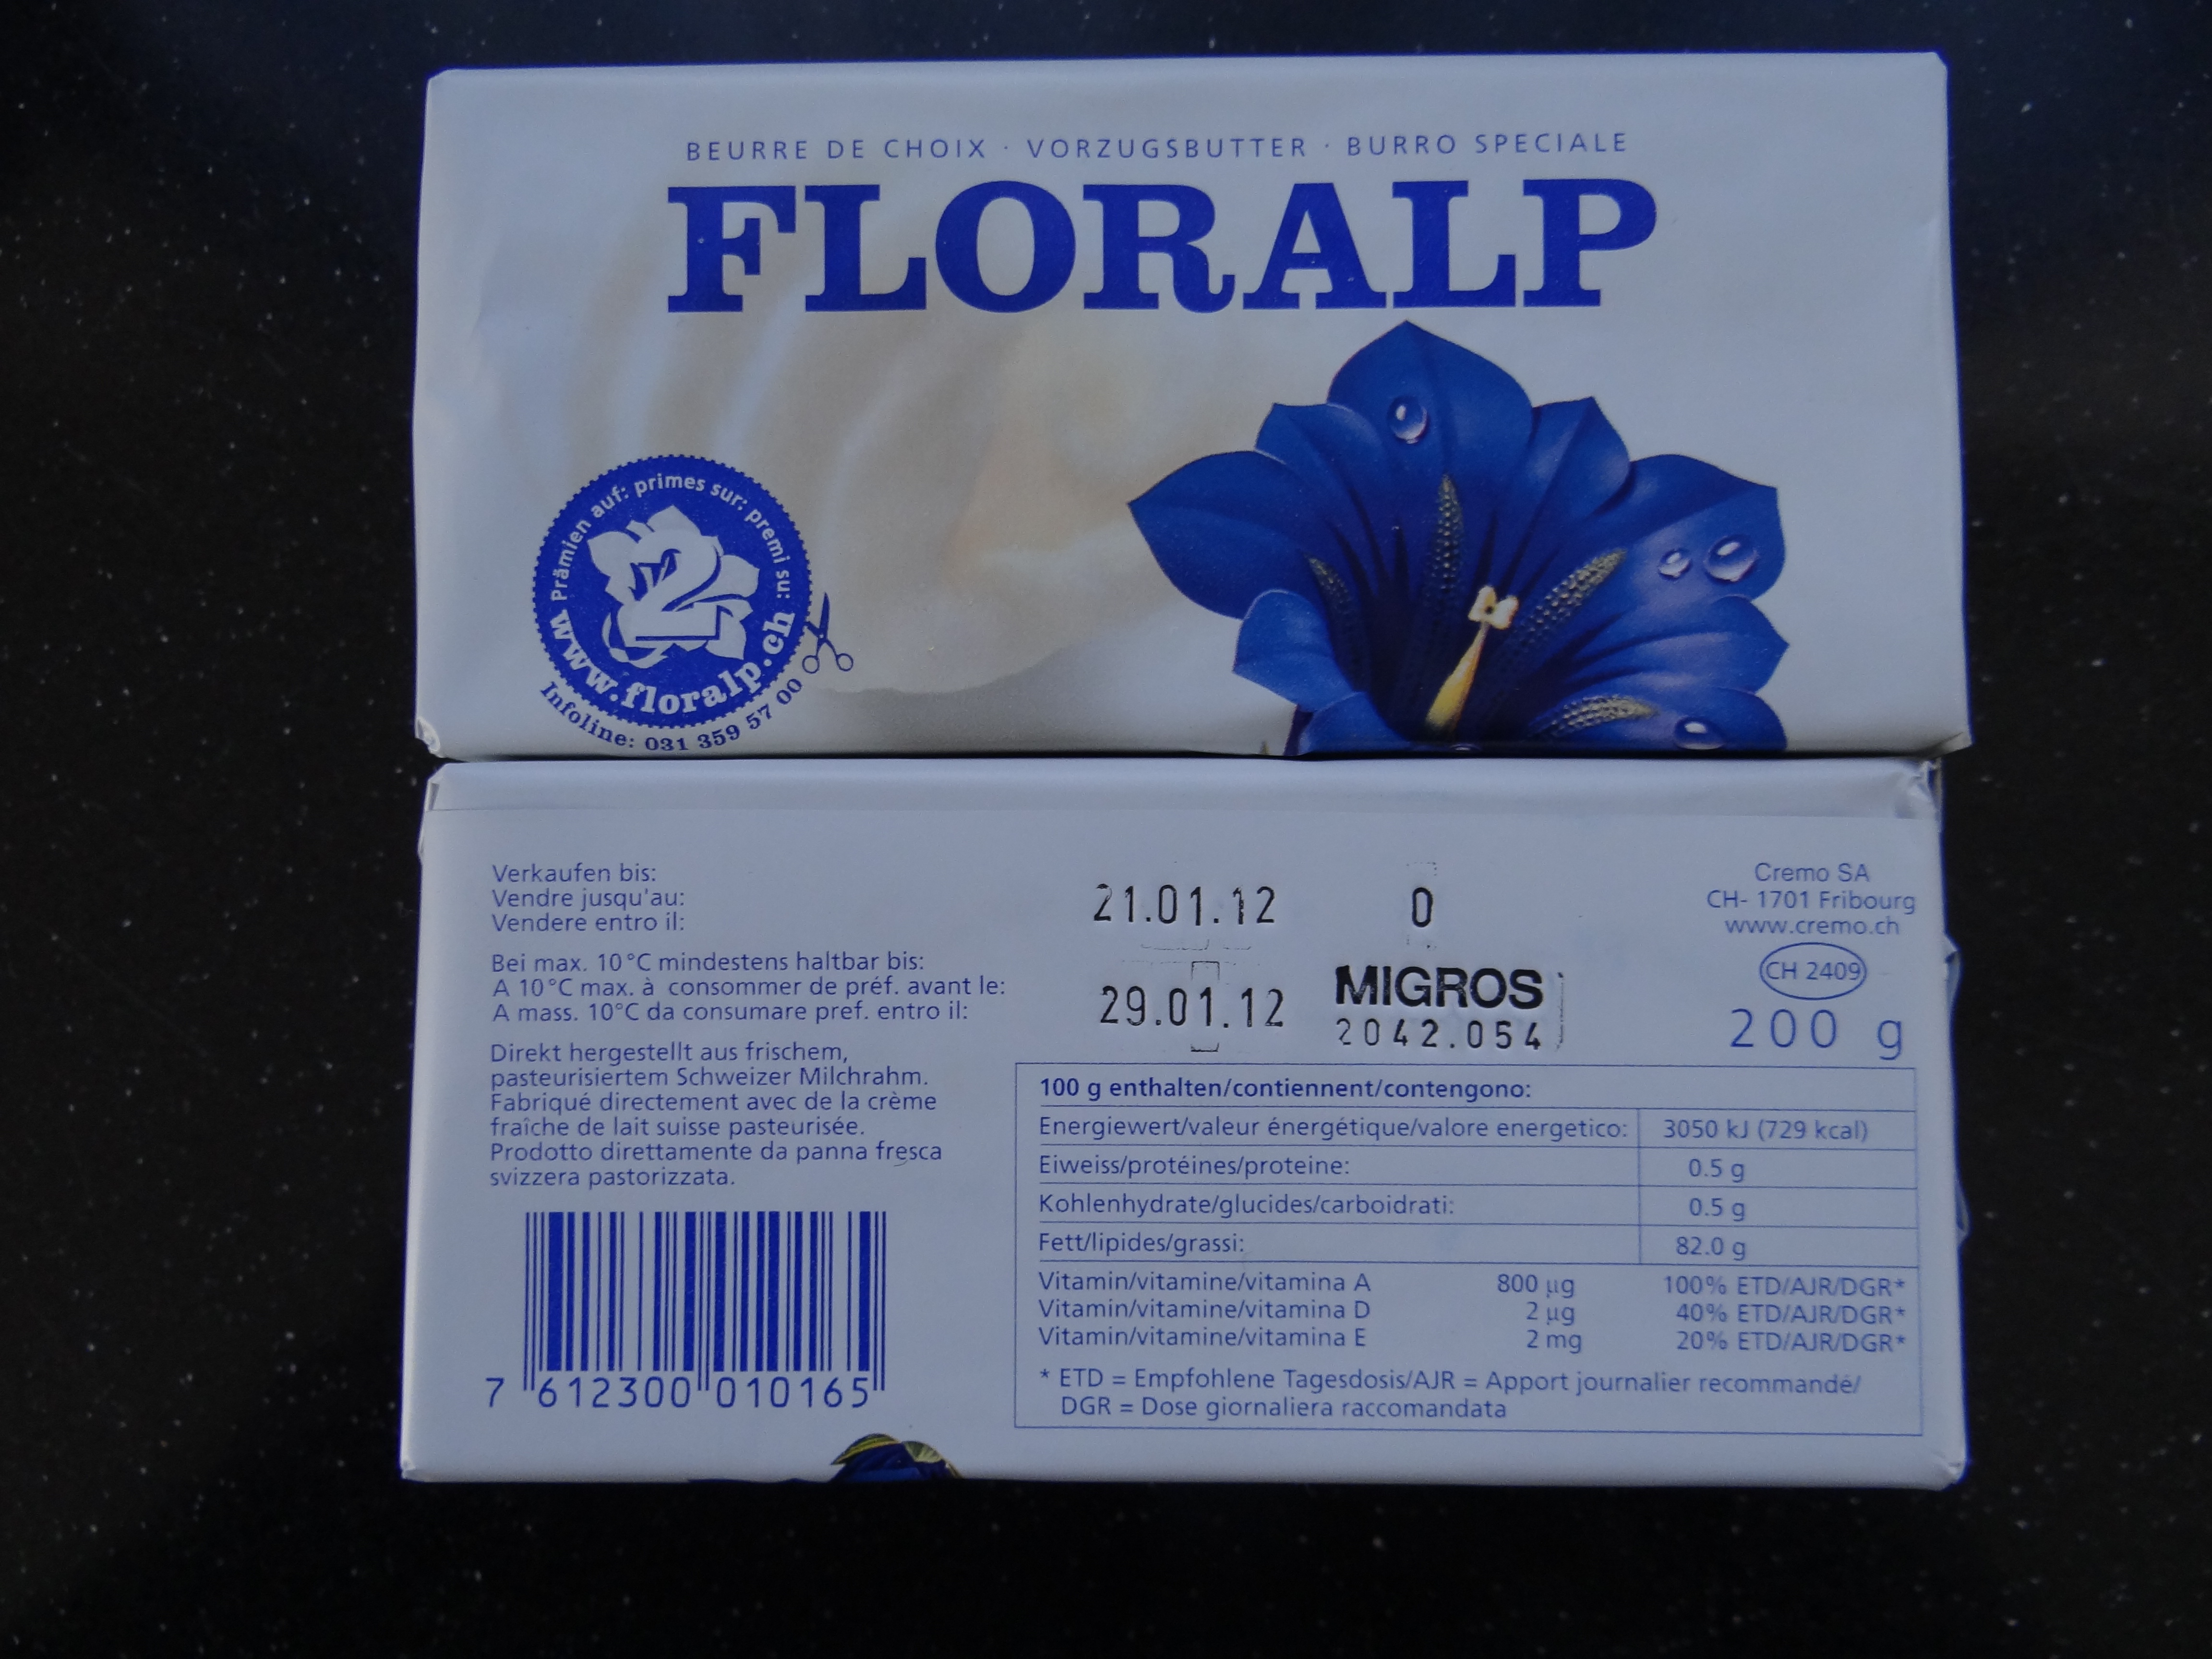 BEURRE DE CHOIX · VORZUGSBUTTER · BURRO SPECIALE
FLORALP
Prämien auf: primes sur: premi su:
2
www.floralp.ch
Infoline: 031 359 57 00
Verkaufen bis:
Vendre jusqu'au:
Vendere entro il:
21.01.12
0
Cremo SA
CH- 1701 Fribourg
www.cremo.ch
CH 2409
200 g
Bei max. 10°C mindestens haltbar bis:
A 10°C max. à consommer de préf. avant le:
A mass. 10°C da consumare pref. entro il:
29.01.12
MIGROS
2042.054
Direkt hergestellt aus frischem,
pasteurisiertem Schweizer Milchrahm.
Fabriqué directement avec de la crème
fraîche de lait suisse pasteurisée.
Prodotto direttamente da panna fresca
svizzera pastorizzata.
7 612300 010165
100 g enthalten/contiennent/contengono:
Energiewert/valeur énergétique/valore energetico: 3050 kJ (729 kcal)
Eiweiss/protéines/proteine: 0.5 g
Kohlenhydrate/glucides/carboidrati: 0.5 g
Fett/lipides/grassi: 82.0 g
Vitamin/vitamine/vitamina A 800 µg 100% ETD/AJR/DGR*
Vitamin/vitamine/vitamina D 2 µg 40% ETD/AJR/DGR*
Vitamin/vitamine/vitamina E 2 mg 20% ETD/AJR/DGR*
* ETD = Empfohlene Tagesdosis/AJR = Apport journalier recommandé/
DGR = Dose giornaliera raccomandata